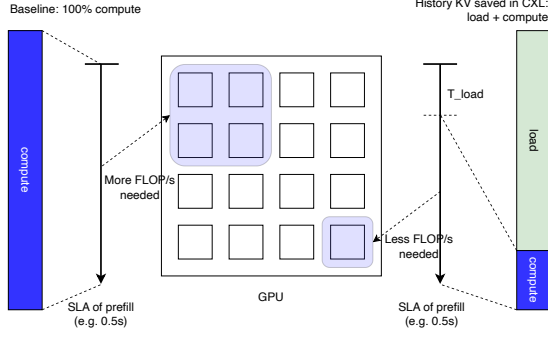 Baseline: 100% compute
History KV saved in CXL:
load + compute
compute
T_load
load
More FLOP/s
needed
Less FLOP/s
needed
compute
GPU
SLA of prefill
(e.g. 0.5s)
SLA of prefill
(e.g. 0.5s)